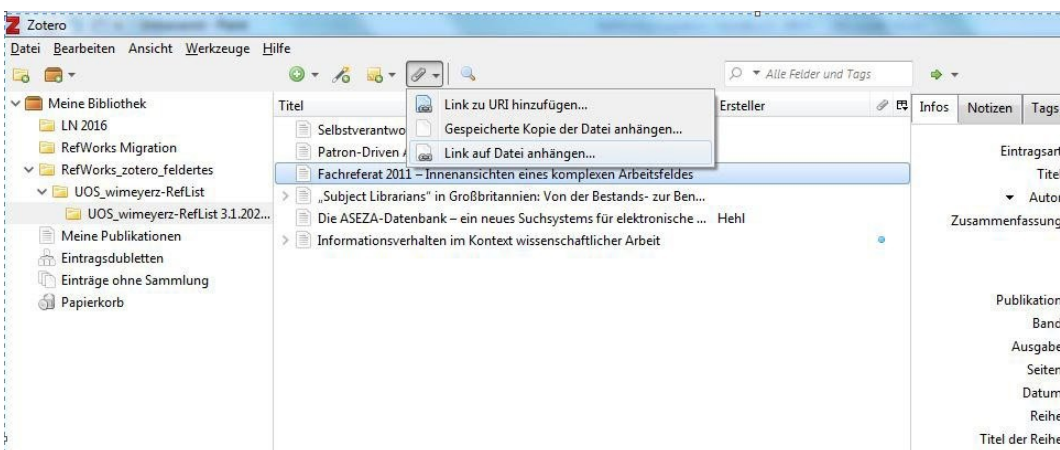 Zotero
Datei Bearbeiten Ansicht Werkzeuge Hilfe
Alle Felder und Tags
Meine Bibliothek
LN 2016
RefWorks Migration
RefWorks_zotero_feldertes
UOS_wimeyerz-RefList
UOS_wimeyerz-RefList 3.1.202...
Meine Publikationen
Eintragsdubletten
Einträge ohne Sammlung
Papierkorb
Titel
Ersteller
Link zu URI hinzufügen...
Gespeicherte Kopie der Datei anhängen...
Link auf Datei anhängen...
Selbstverantwo
Patron-Driven
Fachreferat 2011 – Innenansichten eines komplexen Arbeitsfeldes
„Subject Librarians" in Großbritannien: Von der Bestands- zur Ben...
Die ASEZA-Datenbank – ein neues Suchsystems für elektronische ... Hehl
Informationsverhalten im Kontext wissenschaftlicher Arbeit
Infos Notizen Tags
Eintragsart
Titel
Autor
Zusammenfassung
Publikation
Band
Ausgabe
Seiten
Datum
Reihe
Titel der Reihe